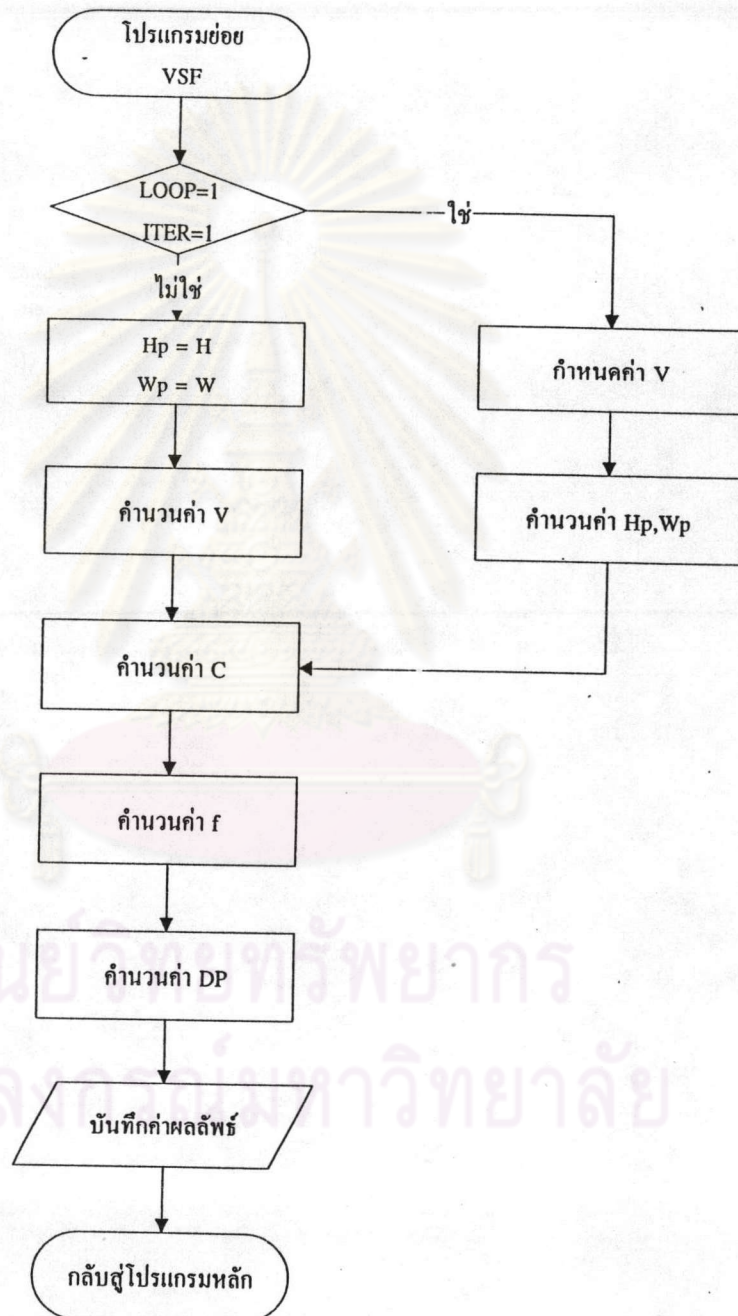 โปรแกรมย่อย
VSF
LOOP=1
ITER=1
ใช่
ไม่ใช่
Hp = H
Wp = W
กำหนดค่า V
คำนวนค่า V
คำนวนค่า Hp,Wp
คำนวนค่า C
คำนวนค่า f
คำนวนค่า DP
บันทึกค่าผลลัพธ์
กลับสู่โปรแกรมหลัก